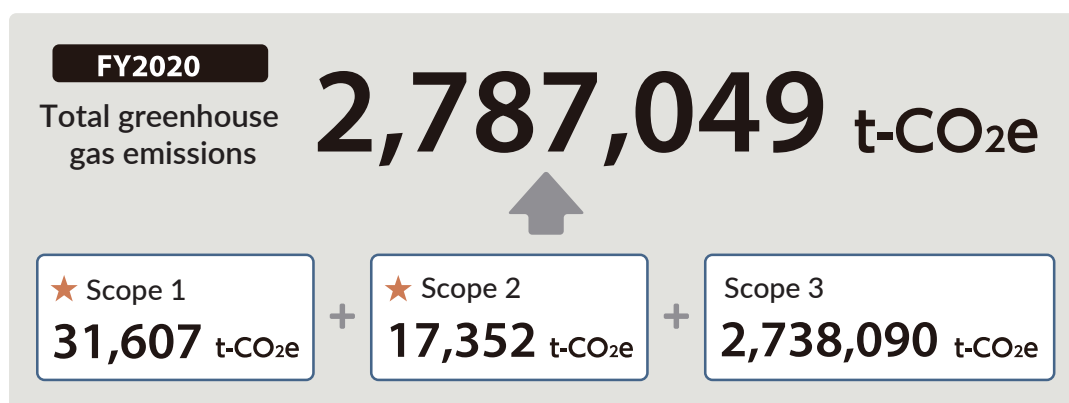 FY2020
Total greenhouse
gas emissions
2,787,049 t-CO2e
★ Scope 1
31,607 t-CO2e
+
★ Scope 2
17,352 t-CO2e
+
Scope 3
2,738,090 t-CO2e